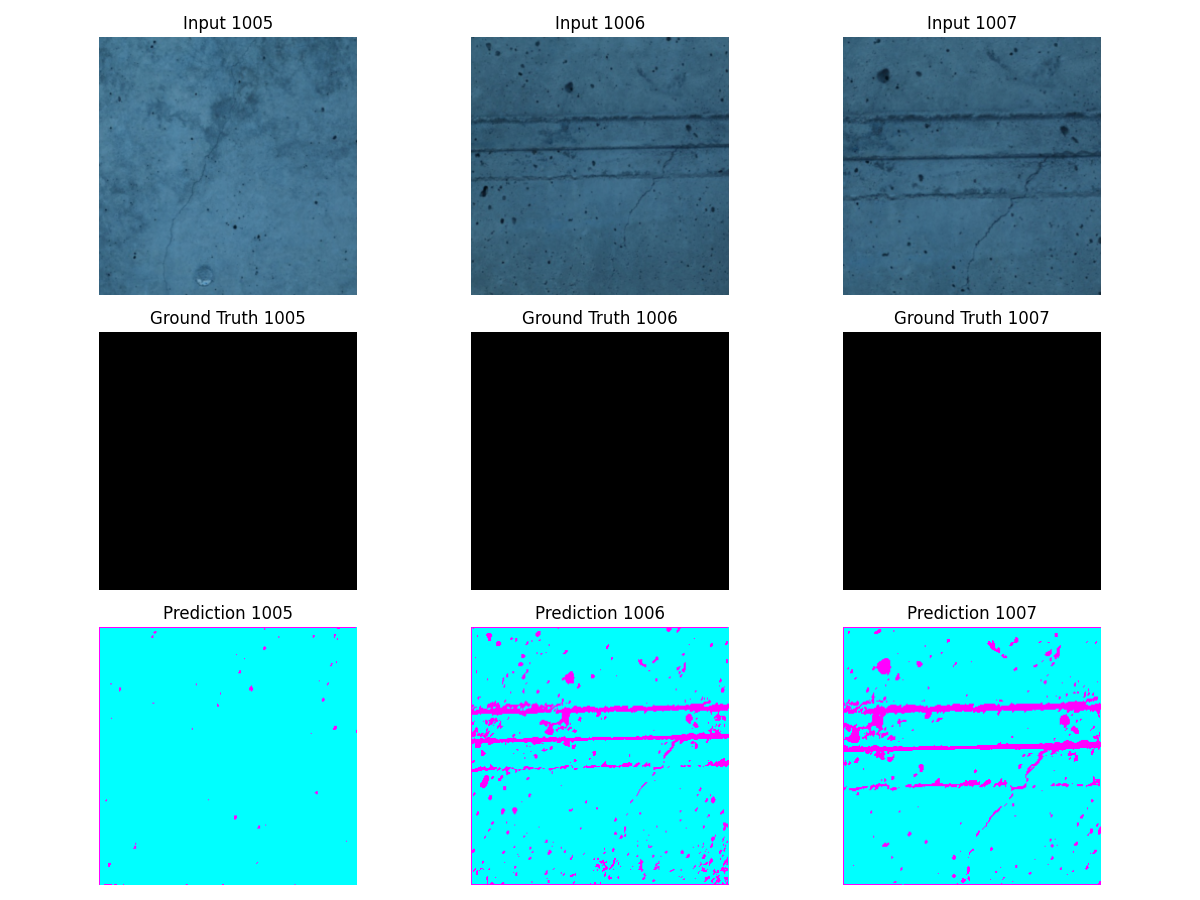 Input 1005
Input 1006
Input 1007
Ground Truth 1005
Ground Truth 1006
Ground Truth 1007
Prediction 1005
Prediction 1006
Prediction 1007